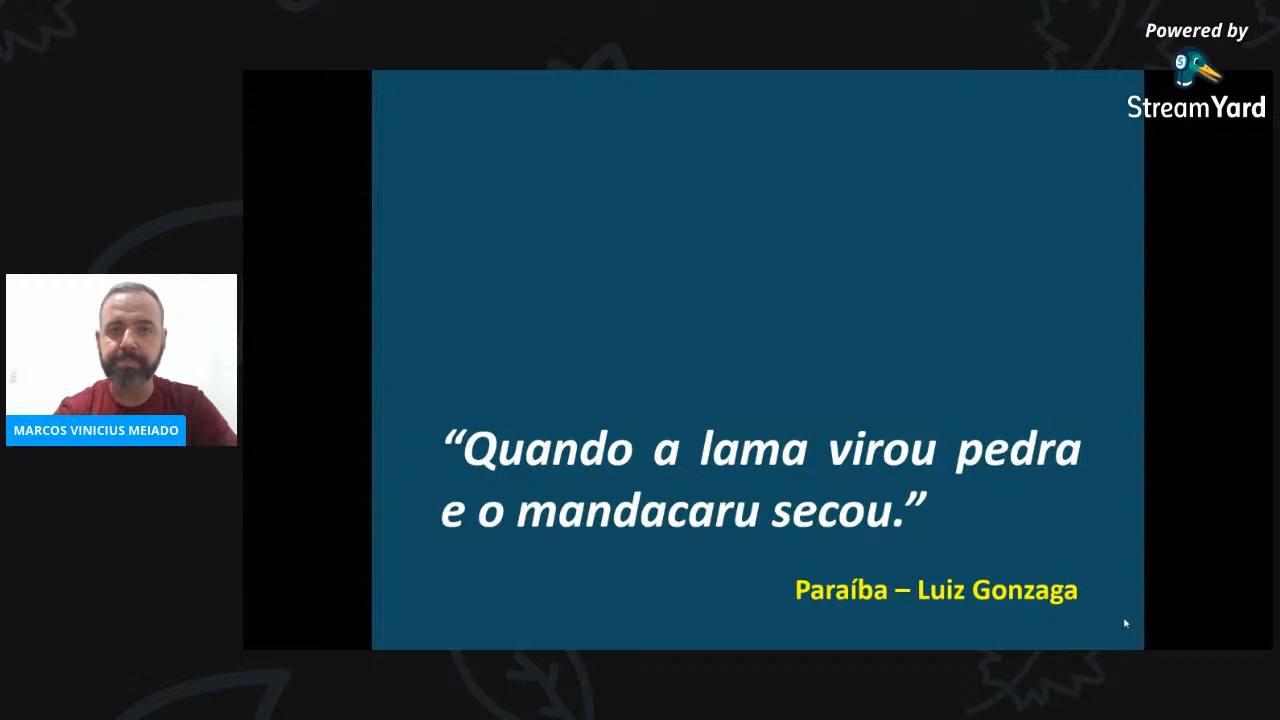 Powered by
StreamYard
MARCOS VINICIUS MEIADO
“Quando a lama virou pedra
e o mandacaru secou.”
Paraíba – Luiz Gonzaga